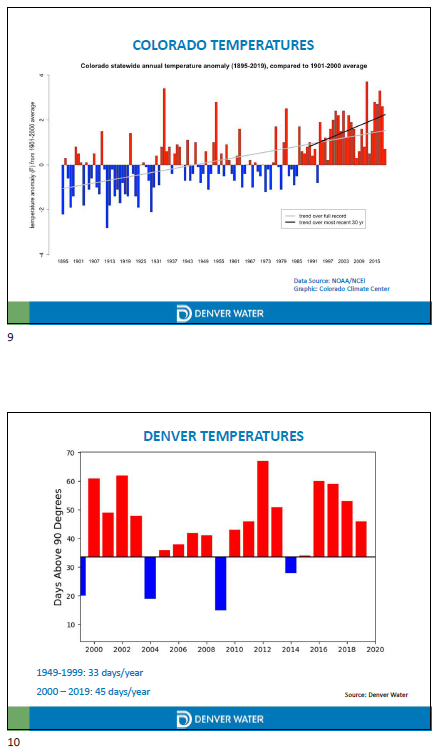 COLORADO TEMPERATURES
Colorado statewide annual temperature anomaly (1895-2019), compared to 1901-2000 average
temperature anomaly (F) from 1901-2000 average
4
2
0
-2
-4
trend over full record
trend over most recent 30 yr
1895 1901 1907 1913 1919 1925 1931 1937 1943 1949 1955 1961 1967 1973 1979 1985 1991 1997 2003 2009 2015
Data Source: NOAA/NCEI
Graphic: Colorado Climate Center
DENVER WATER
9
DENVER TEMPERATURES
Days Above 90 Degrees
70
60
50
40
30
20
10
2000 2002 2004 2006 2008 2010 2012 2014 2016 2018 2020
1949-1999: 33 days/year
2000 – 2019: 45 days/year
Source: Denver Water
DENVER WATER
10